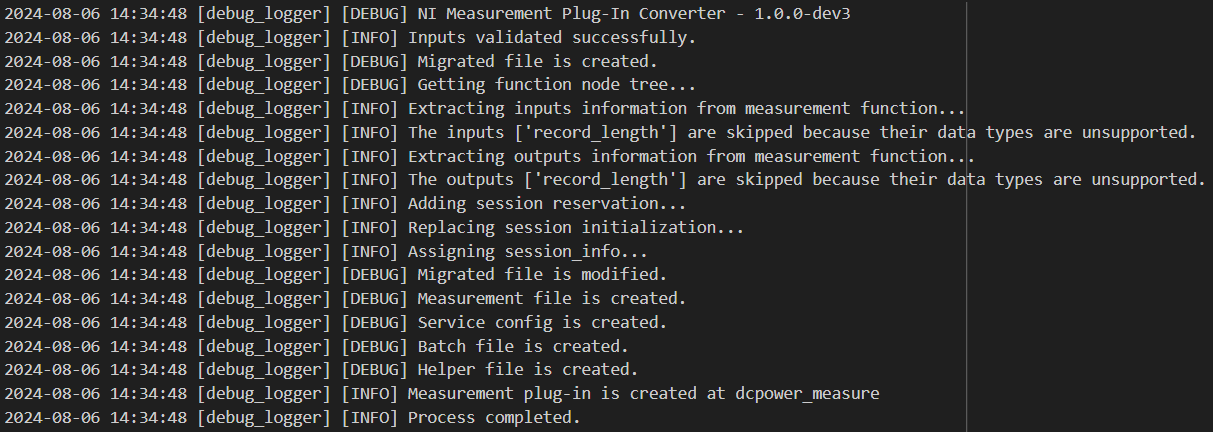 2024-08-06 14:34:48 [debug_logger] [DEBUG] NI Measurement Plug-In Converter - 1.0.0-dev3
2024-08-06 14:34:48 [debug_logger] [INFO] Inputs validated successfully.
2024-08-06 14:34:48 [debug_logger] [DEBUG] Migrated file is created.
2024-08-06 14:34:48 [debug_logger] [DEBUG] Getting function node tree...
2024-08-06 14:34:48 [debug_logger] [INFO] Extracting inputs information from measurement function...
2024-08-06 14:34:48 [debug_logger] [INFO] The inputs ['record_length'] are skipped because their data types are unsupported.
2024-08-06 14:34:48 [debug_logger] [INFO] Extracting outputs information from measurement function...
2024-08-06 14:34:48 [debug_logger] [INFO] The outputs ['record_length'] are skipped because their data types are unsupported.
2024-08-06 14:34:48 [debug_logger] [INFO] Adding session reservation...
2024-08-06 14:34:48 [debug_logger] [INFO] Replacing session initialization...
2024-08-06 14:34:48 [debug_logger] [INFO] Assigning session_info...
2024-08-06 14:34:48 [debug_logger] [DEBUG] Migrated file is modified.
2024-08-06 14:34:48 [debug_logger] [DEBUG] Measurement file is created.
2024-08-06 14:34:48 [debug_logger] [DEBUG] Service config is created.
2024-08-06 14:34:48 [debug_logger] [DEBUG] Batch file is created.
2024-08-06 14:34:48 [debug_logger] [DEBUG] Helper file is created.
2024-08-06 14:34:48 [debug_logger] [INFO] Measurement plug-in is created at dcpower_measure
2024-08-06 14:34:48 [debug_logger] [INFO] Process completed.